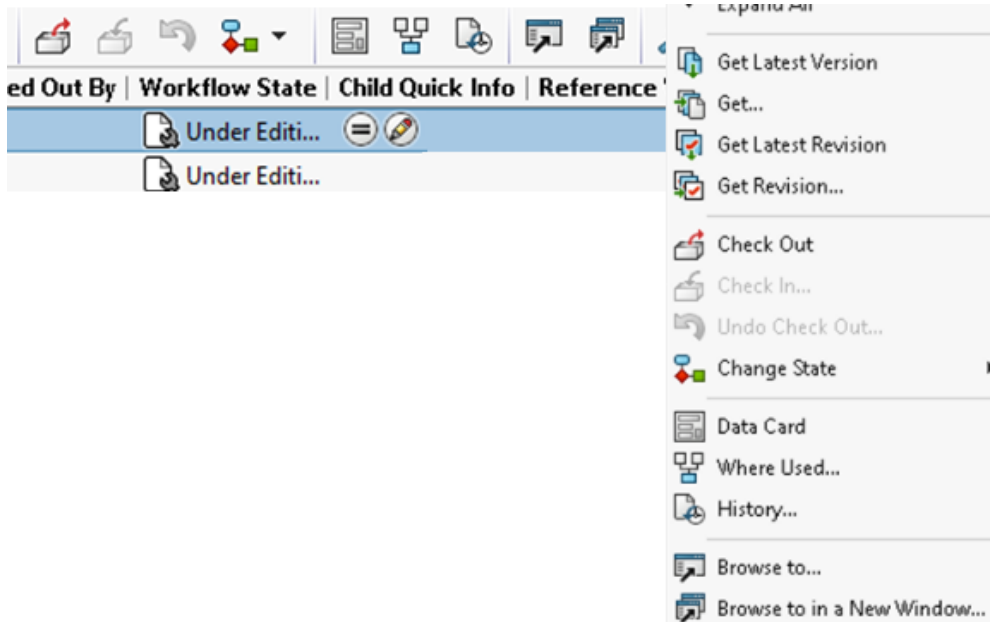 ed Out By | Workflow State | Child Quick Info | Reference
Under Editi...
Under Editi...
Expand All
Get Latest Version
Get...
Get Latest Revision
Get Revision...
Check Out
Check In...
Undo Check Out...
Change State
Data Card
Where Used...
History...
Browse to...
Browse to in a New Window...